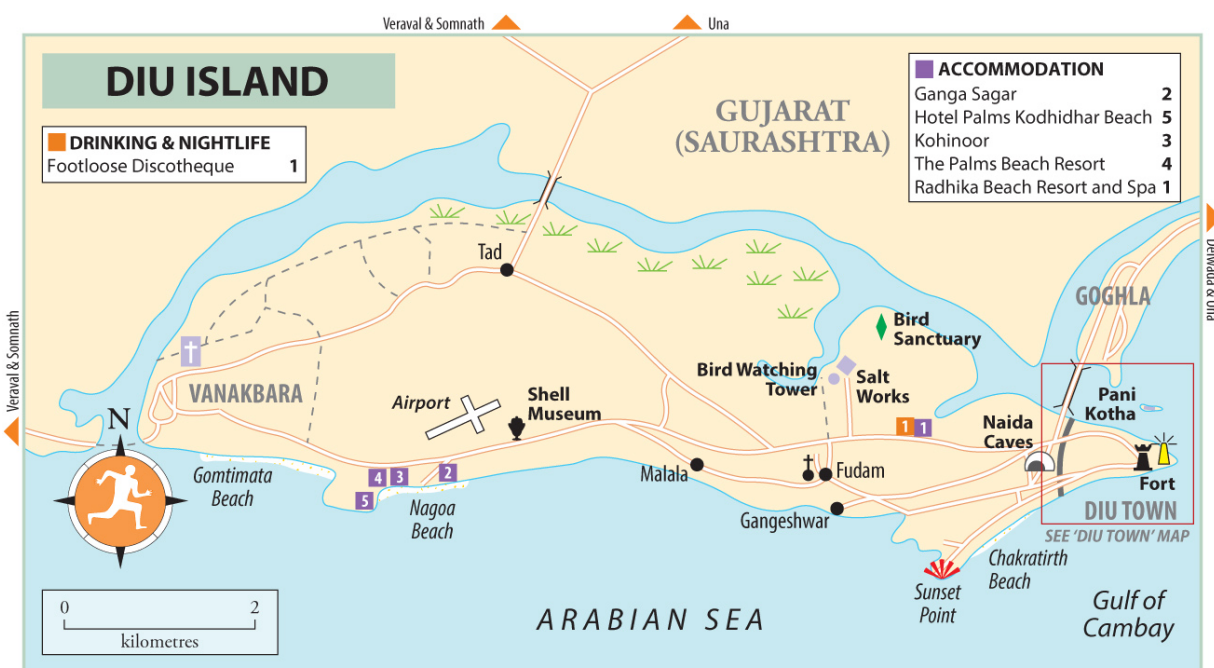 Veraval & Somnath
Una
DIU ISLAND
DRINKING & NIGHTLIFE
Footloose Discotheque 1
ACCOMMODATION
Ganga Sagar 2
Hotel Palms Kodhidhar Beach 5
Kohinoor 3
The Palms Beach Resort 4
Radhika Beach Resort and Spa 1
GUJARAT
(SAURASHTRA)
Delwada & Una
Tad
GOGHLA
Bird
Sanctuary
Bird Watching
Tower
Salt
Works
Veraval & Somnath
VANAKBARA
Airport
Shell
Museum
1
1
Naida
Caves
Pani
Kotha
N
Gomtimata
Beach
4
3
2
5
Nagoa
Beach
Malala
Fudam
Gangeshwar
Fort
DIU TOWN
SEE 'DIU TOWN' MAP
Chakratirth
Beach
Sunset
Point
0 2
kilometres
ARABIAN SEA
Gulf of
Cambay